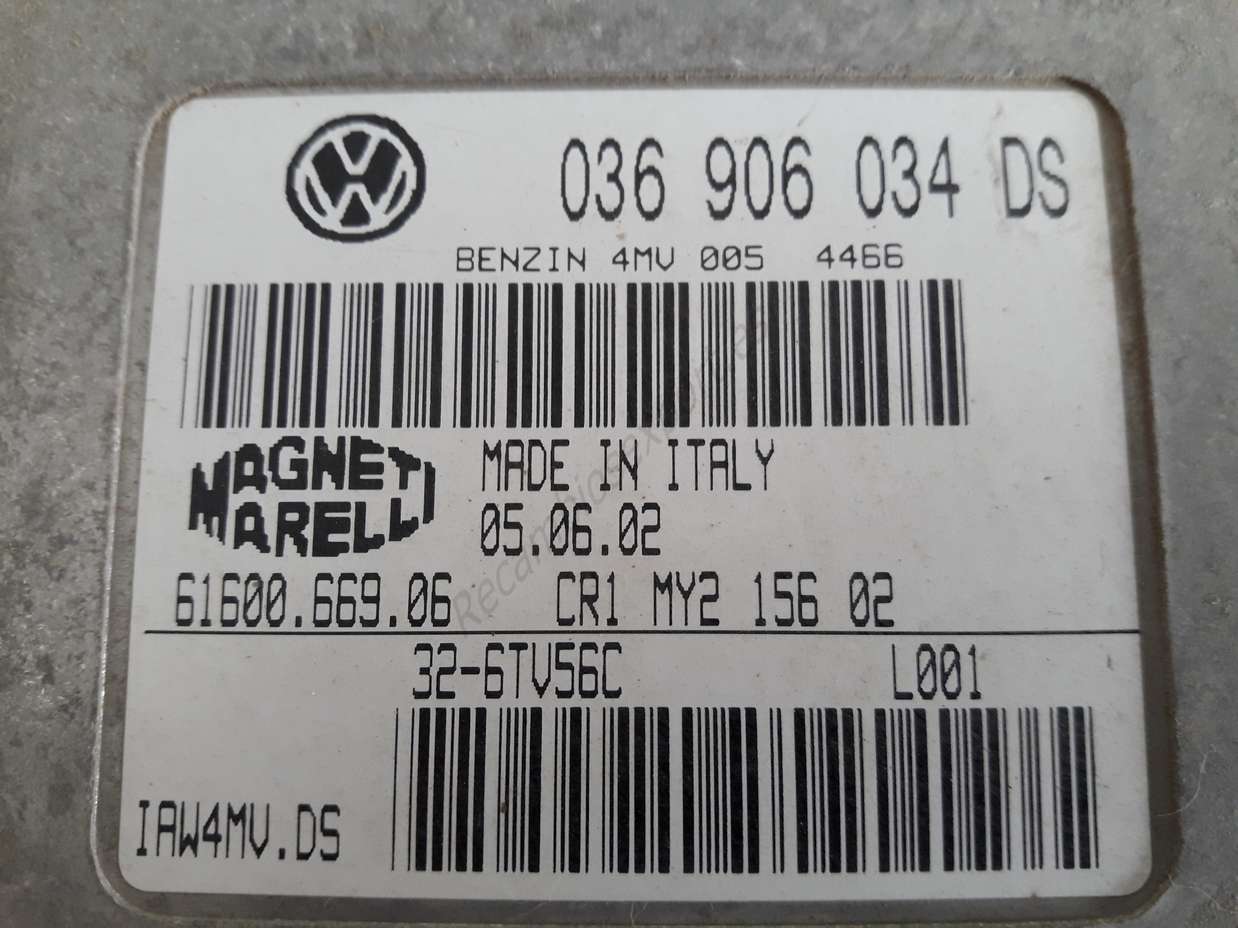 036 906 034 DS
BENZIN 4MV 005 4466
MAGNETI
MARELLI
MADE IN ITALY
05.06.02
61600.669.06 CR1 MY2 156 02
32-6TV56C L001
IAW4MV.DS